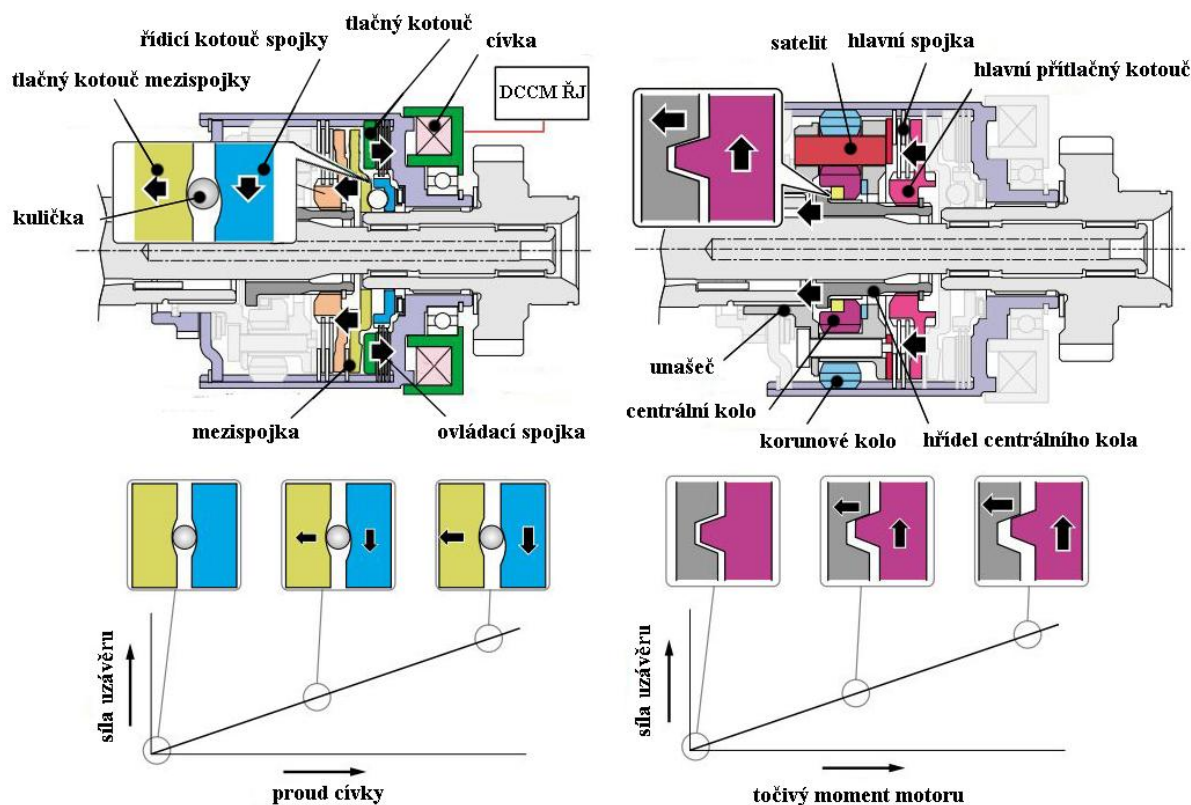 tlačný kotouč
řídicí kotouč spojky
cívka
tlačný kotouč mezispojky
DCCM ŘJ
kulička
mezispojka
ovládací spojka
satelit
hlavní spojka
hlavní přítlačný kotouč
unašeč
centrální kolo
korunové kolo
hřídel centrálního kola
síla uzávěru
proud cívky
síla uzávěru
točivý moment motoru